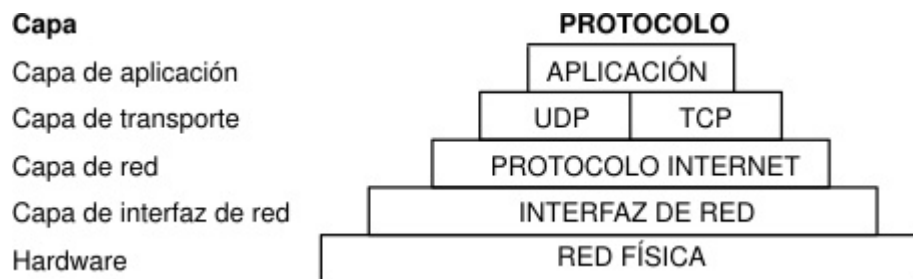 Capa PROTOCOLO
Capa de aplicación APLICACIÓN
Capa de transporte UDP TCP
Capa de red PROTOCOLO INTERNET
Capa de interfaz de red INTERFAZ DE RED
Hardware RED FÍSICA